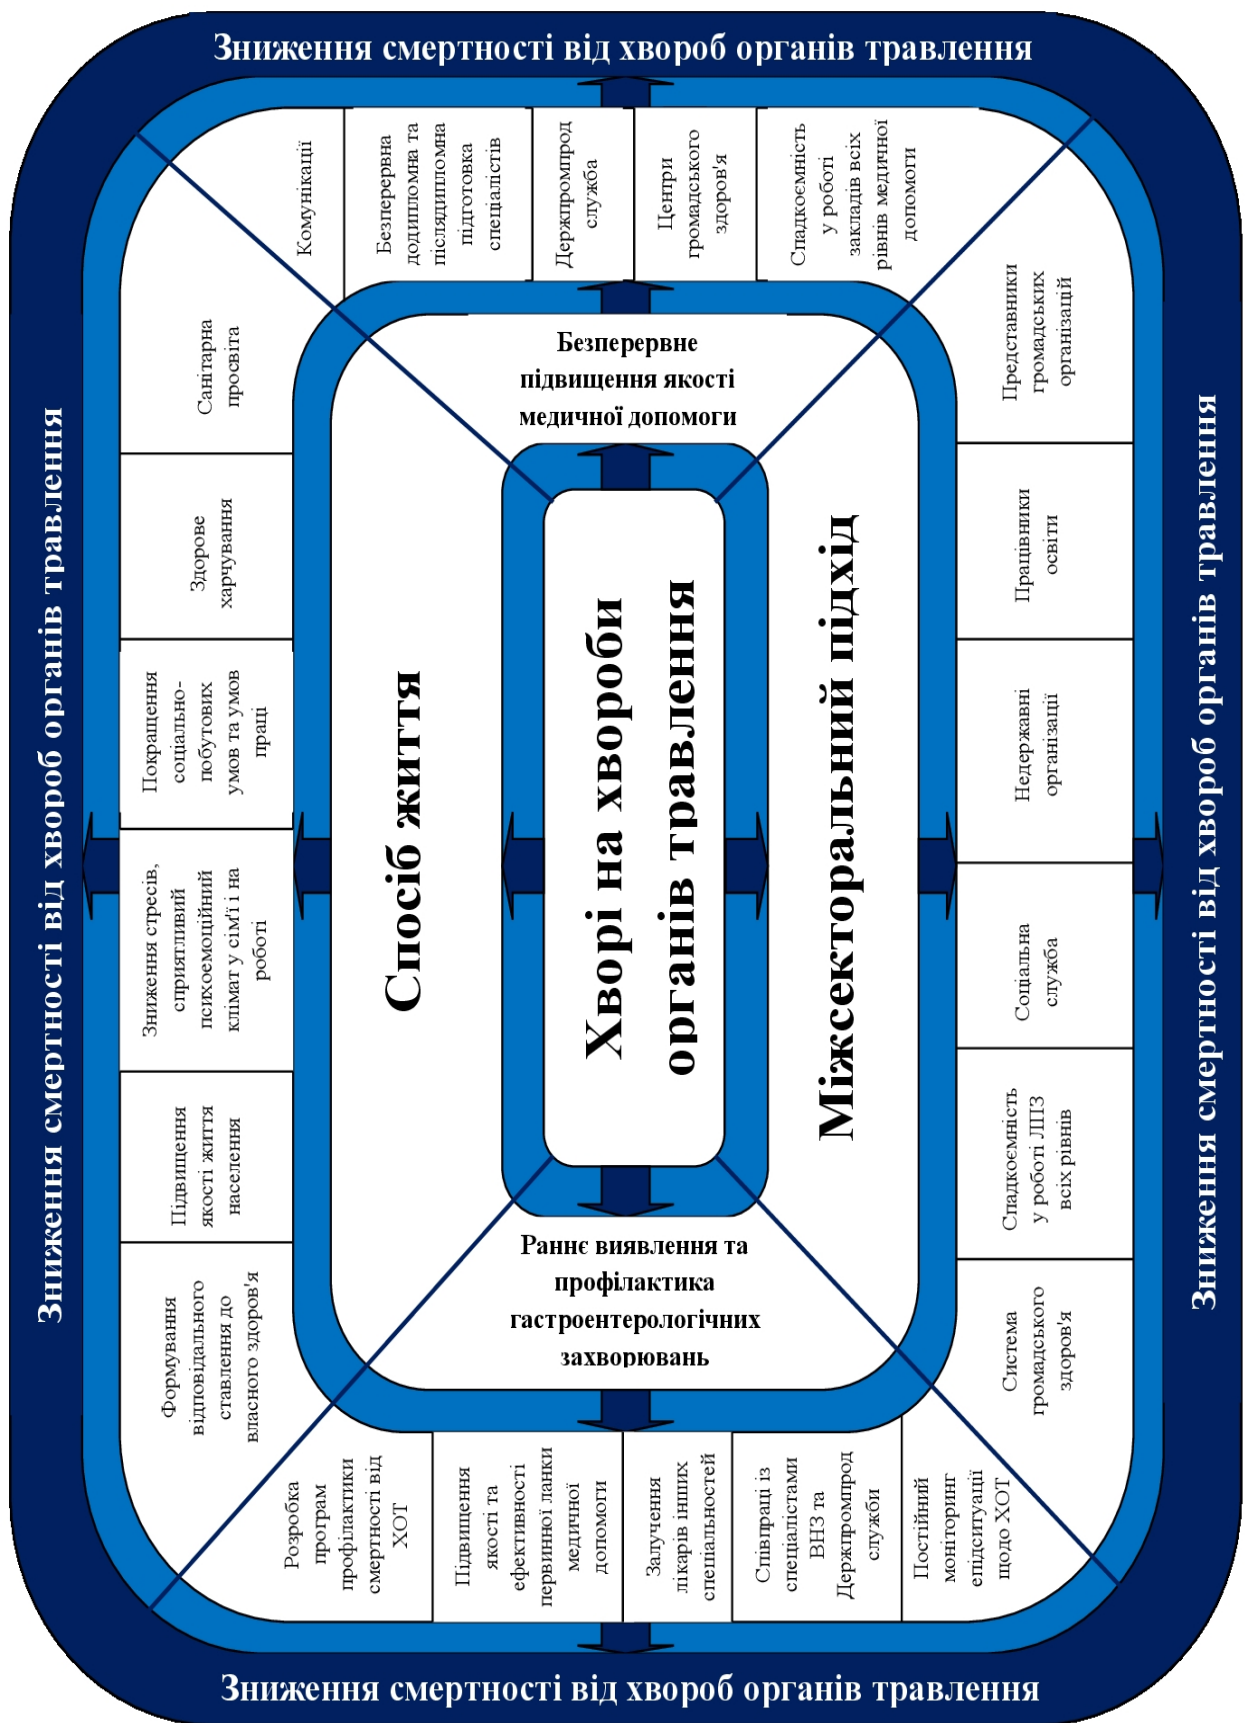 Зниження смертності від хвороб органів травлення
Комунікації
Безперервна
додипломна та
післядипломна
підготовка
спеціалістів
Держпромпрод
служба
Центри
громадського
здоров'я
Спадкоємність
у роботі
закладів всіх
рівнів медичної
допомоги
Зниження смертності від хвороб органів травлення
Санітарна
просвіта
Здорове
харчування
Покращення
соціально-
побутових
умов та умов
праці
Зниження стресів,
сприятливий
психоемоційний
клімат у сім'ї і на
роботі
Підвищення
якості життя
населення
Формування
відповідального
ставлення до
власного здоров'я
Безперервне
підвищення якості
медичної допомоги
Спосіб життя
Хворі на хвороби
органів травлення
Міжсекторальний підхід
Раннє виявлення та
профілактика
гастроентерологічних
захворювань
Представники
громадських
організацій
Працівники
освіти
Недержавні
організації
Соціальна
служба
Спадкоємність
у роботі ЛПЗ
всіх рівнів
Система
громадського
здоров'я
Зниження смертності від хвороб органів травлення
Розробка
програм
профілактики
смертності від
ХОТ
Підвищення
якості та
ефективності
первинної ланки
медичної
допомоги
Залучення
лікарів інших
спеціальностей
Співпраці із
спеціалістами
ВНЗ та
Держпромпрод
служби
Постійний
моніторинг
епідситуації
щодо ХОТ
Зниження смертності від хвороб органів травлення